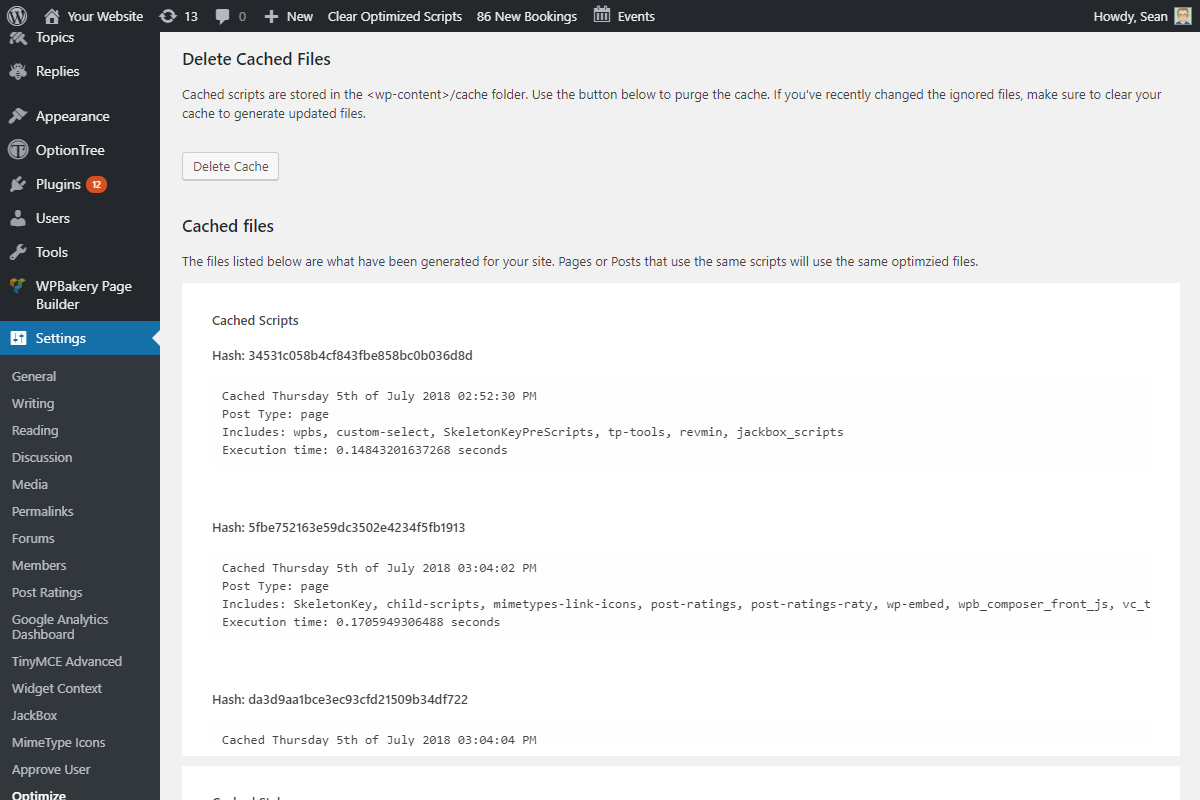 Your Website 13 0 New Clear Optimized Scripts 86 New Bookings Events Howdy, Sean
Topics
Replies
Appearance
OptionTree
Plugins 12
Users
Tools
WPBakery Page
Builder
Settings
General
Writing
Reading
Discussion
Media
Permalinks
Forums
Members
Post Ratings
Google Analytics
Dashboard
TinyMCE Advanced
Widget Context
JackBox
MimeType Icons
Approve User
Optimize
Delete Cached Files
Cached scripts are stored in the <wp-content>/cache folder. Use the button below to purge the cache. If you've recently changed the ignored files, make sure to clear your
cache to generate updated files.
Delete Cache
Cached files
The files listed below are what have been generated for your site. Pages or Posts that use the same scripts will use the same optimzied files.
Cached Scripts
Hash: 34531c058b4cf843fbe858bc0b036d8d
Cached Thursday 5th of July 2018 02:52:30 PM
Post Type: page
Includes: wpbs, custom-select, SkeletonKeyPreScripts, tp-tools, revmin, jackbox_scripts
Execution time: 0.14843201637268 seconds
Hash: 5fbe752163e59dc3502e4234f5fb1913
Cached Thursday 5th of July 2018 03:04:02 PM
Post Type: page
Includes: SkeletonKey, child-scripts, mimetypes-link-icons, post-ratings, post-ratings-raty, wp-embed, wpb_composer_front_js, vc_t
Execution time: 0.1705949306488 seconds
Hash: da3d9aa1bce3ec93cfd21509b34df722
Cached Thursday 5th of July 2018 03:04:04 PM